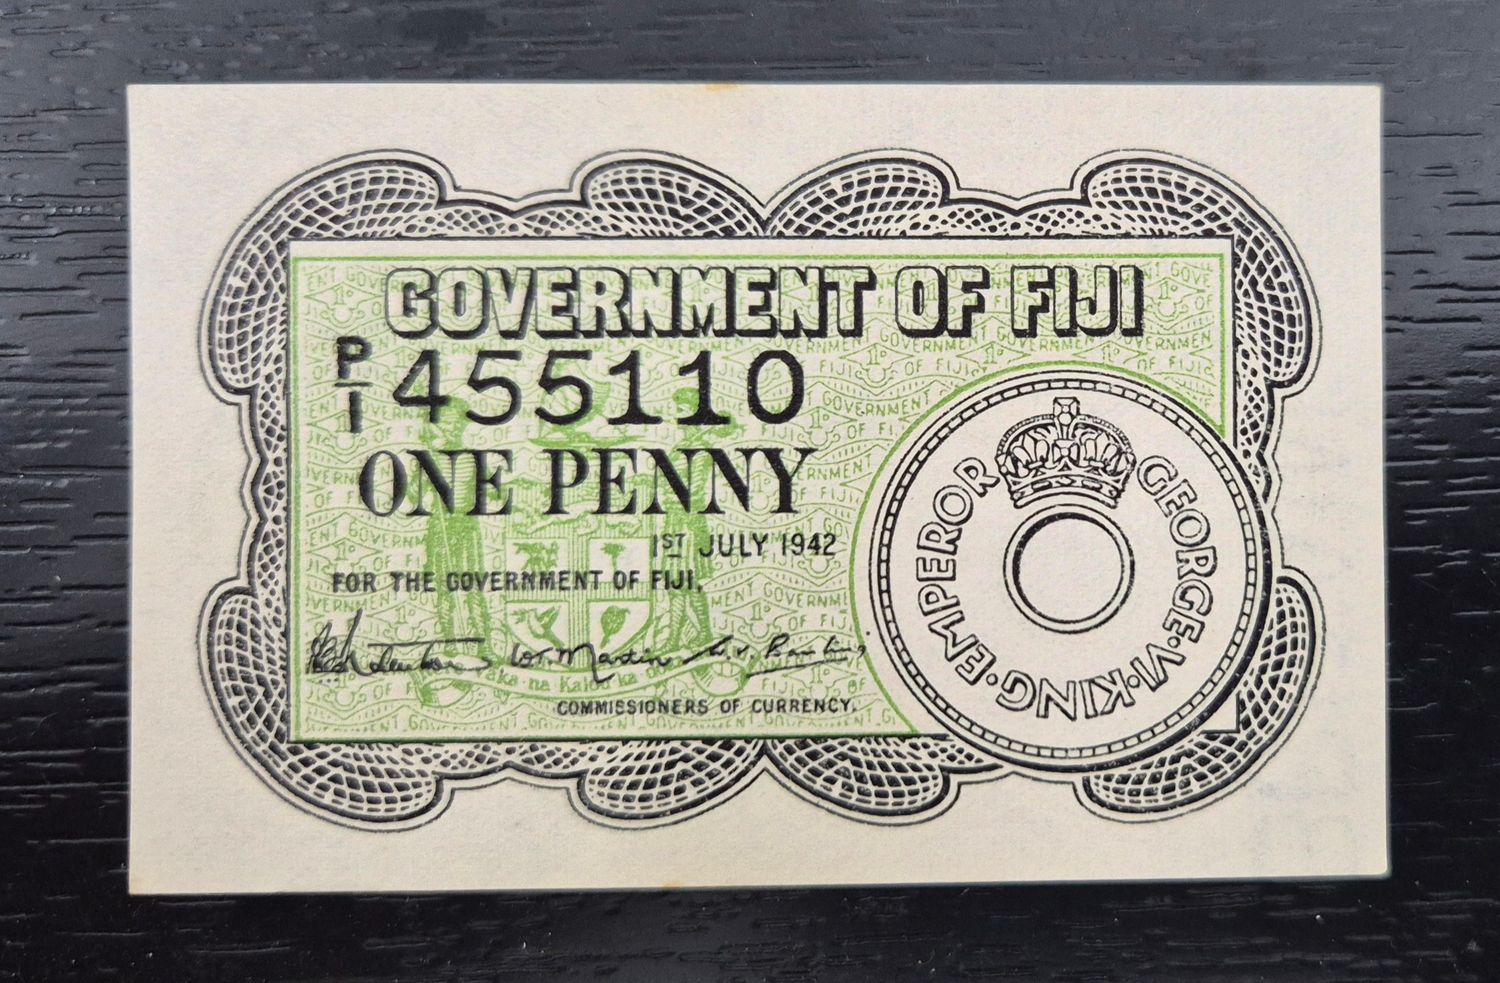 GOVERNMENT OF FIJI
P/1 455110
ONE PENNY
1ST JULY 1942
FOR THE GOVERNMENT OF FIJI,
W. Martin
COMMISSIONERS OF CURRENCY.
GEORGE·VI·KING·EMPEROR